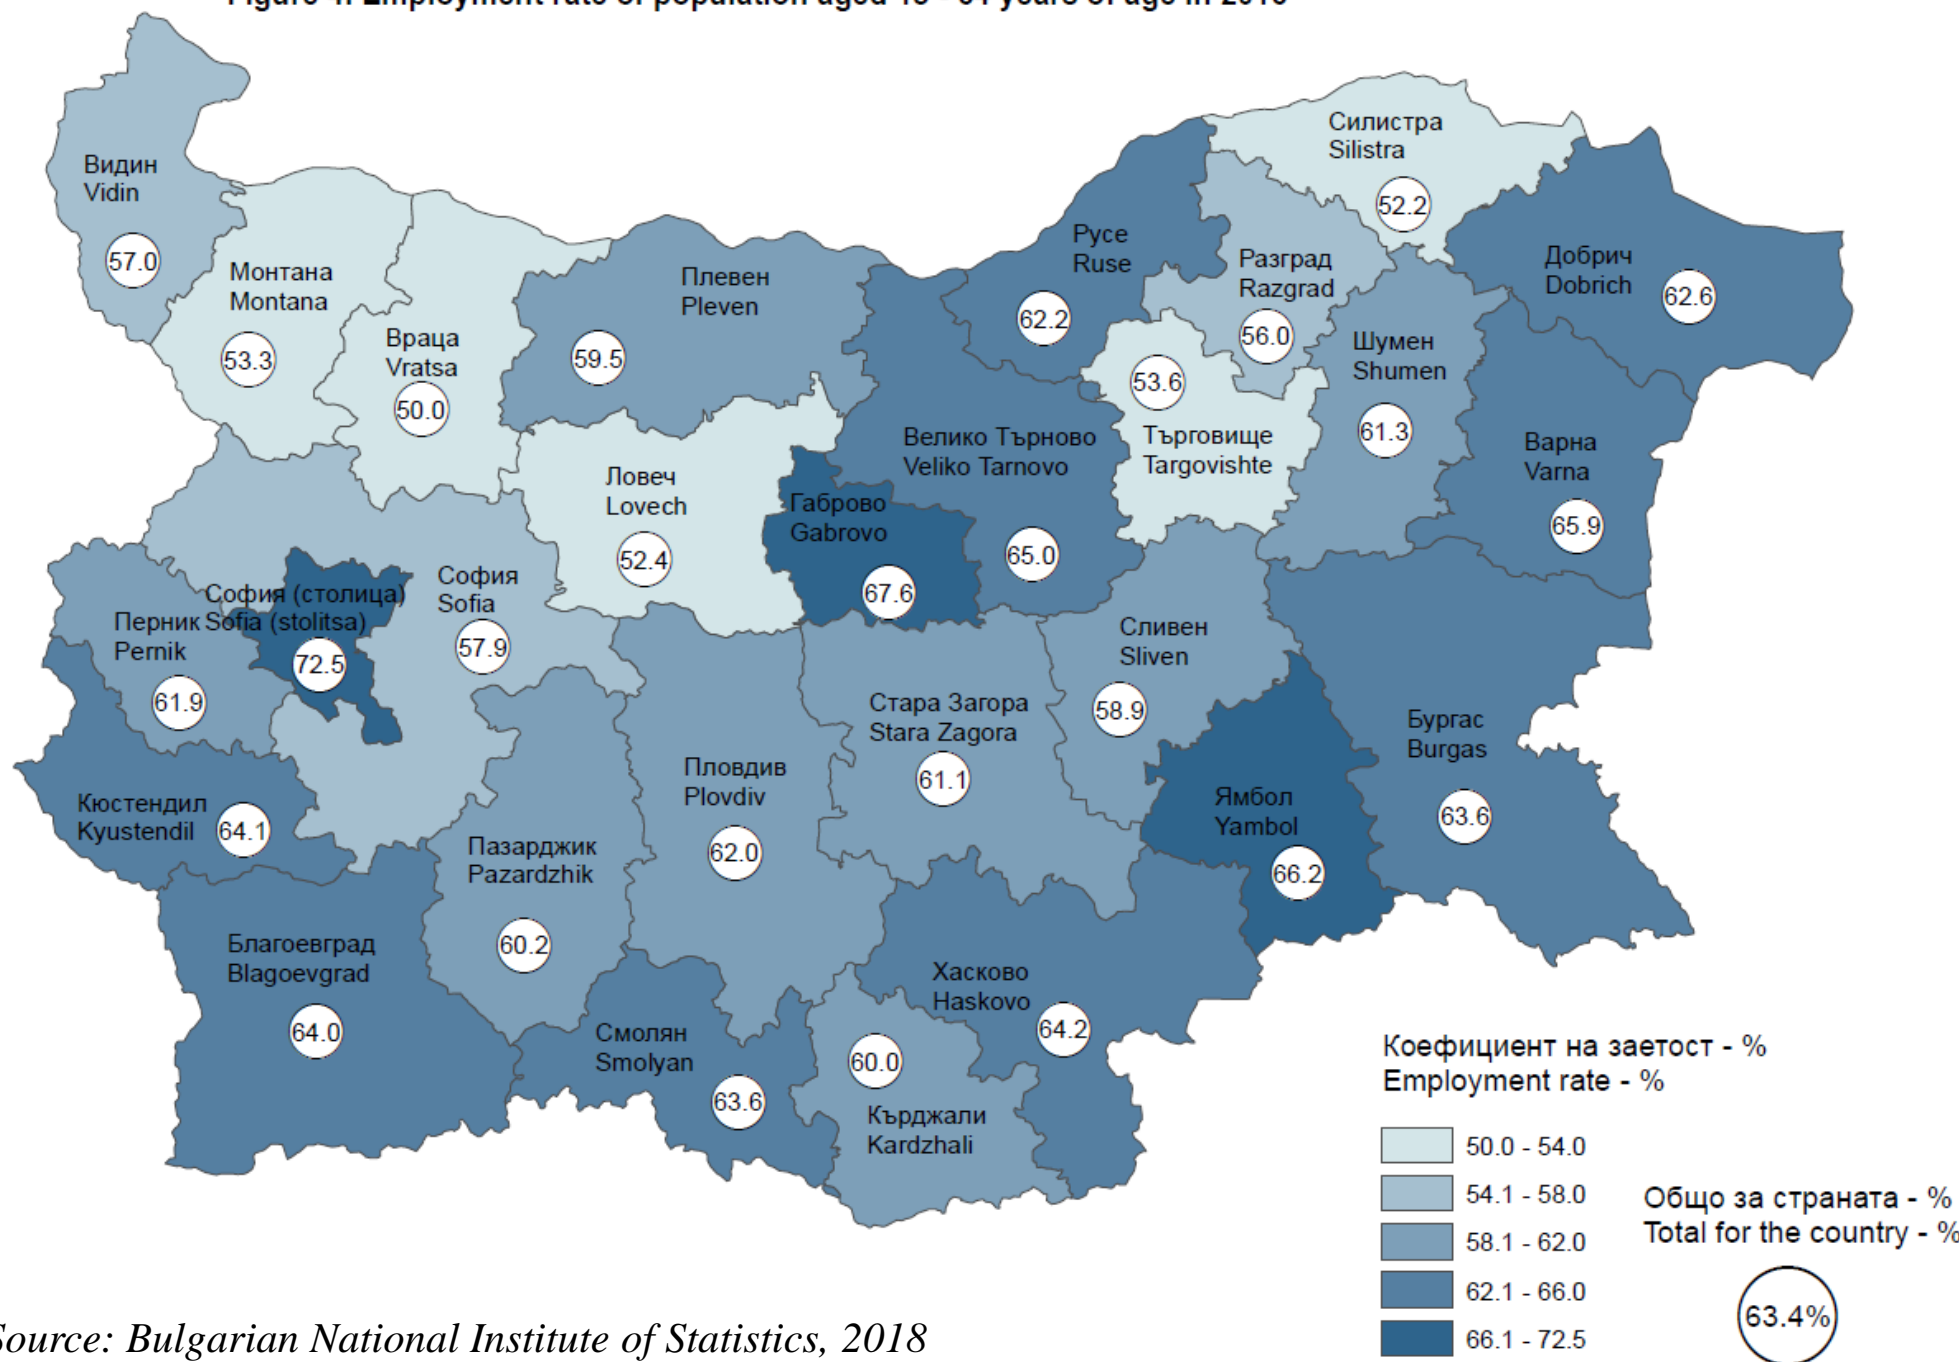 Видин
Vidin
57.0
Монтана
Montana
53.3
Враца
Vratsa
50.0
Плевен
Pleven
59.5
Русе
Ruse
62.2
Силистра
Silistra
52.2
Разград
Razgrad
56.0
Добрич
Dobrich
62.6
Шумен
Shumen
61.3
53.6
Търговище
Targovishte
Варна
Varna
65.9
Велико Търново
Veliko Tarnovo
65.0
Ловеч
Lovech
52.4
Габрово
Gabrovo
67.6
София (столица)
Sofia (stolitsa)
72.5
София
Sofia
57.9
Перник
Pernik
61.9
Сливен
Sliven
58.9
Стара Загора
Stara Zagora
61.1
Бургас
Burgas
63.6
Ямбол
Yambol
66.2
Пловдив
Plovdiv
62.0
Кюстендил
Kyustendil
64.1
Пазарджик
Pazardzhik
60.2
Благоевград
Blagoevgrad
64.0
Смолян
Smolyan
63.6
Хасково
Haskovo
64.2
60.0
Кърджали
Kardzhali
Коефициент на заетост - %
Employment rate - %
50.0 - 54.0
54.1 - 58.0
58.1 - 62.0
62.1 - 66.0
66.1 - 72.5
Общо за страната - %
Total for the country - %
63.4%
Source: Bulgarian National Institute of Statistics, 2018